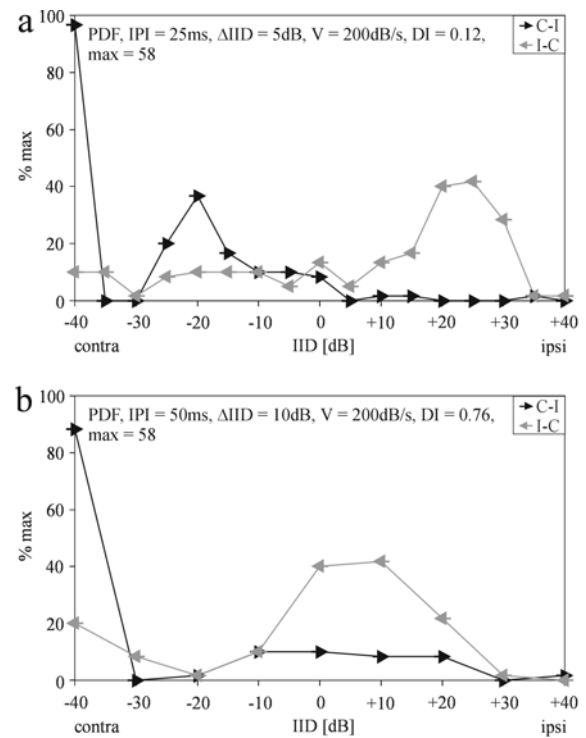 a
PDF, IPI = 25ms, ΔIID = 5dB, V = 200dB/s, DI = 0.12,
max = 58
C-I
I-C
% max
100
80
60
40
20
0
-40 -30 -20 -10 0 +10 +20 +30 +40
contra IID [dB] ipsi
b
PDF, IPI = 50ms, ΔIID = 10dB, V = 200dB/s, DI = 0.76,
max = 58
C-I
I-C
% max
100
80
60
40
20
0
-40 -30 -20 -10 0 +10 +20 +30 +40
contra IID [dB] ipsi